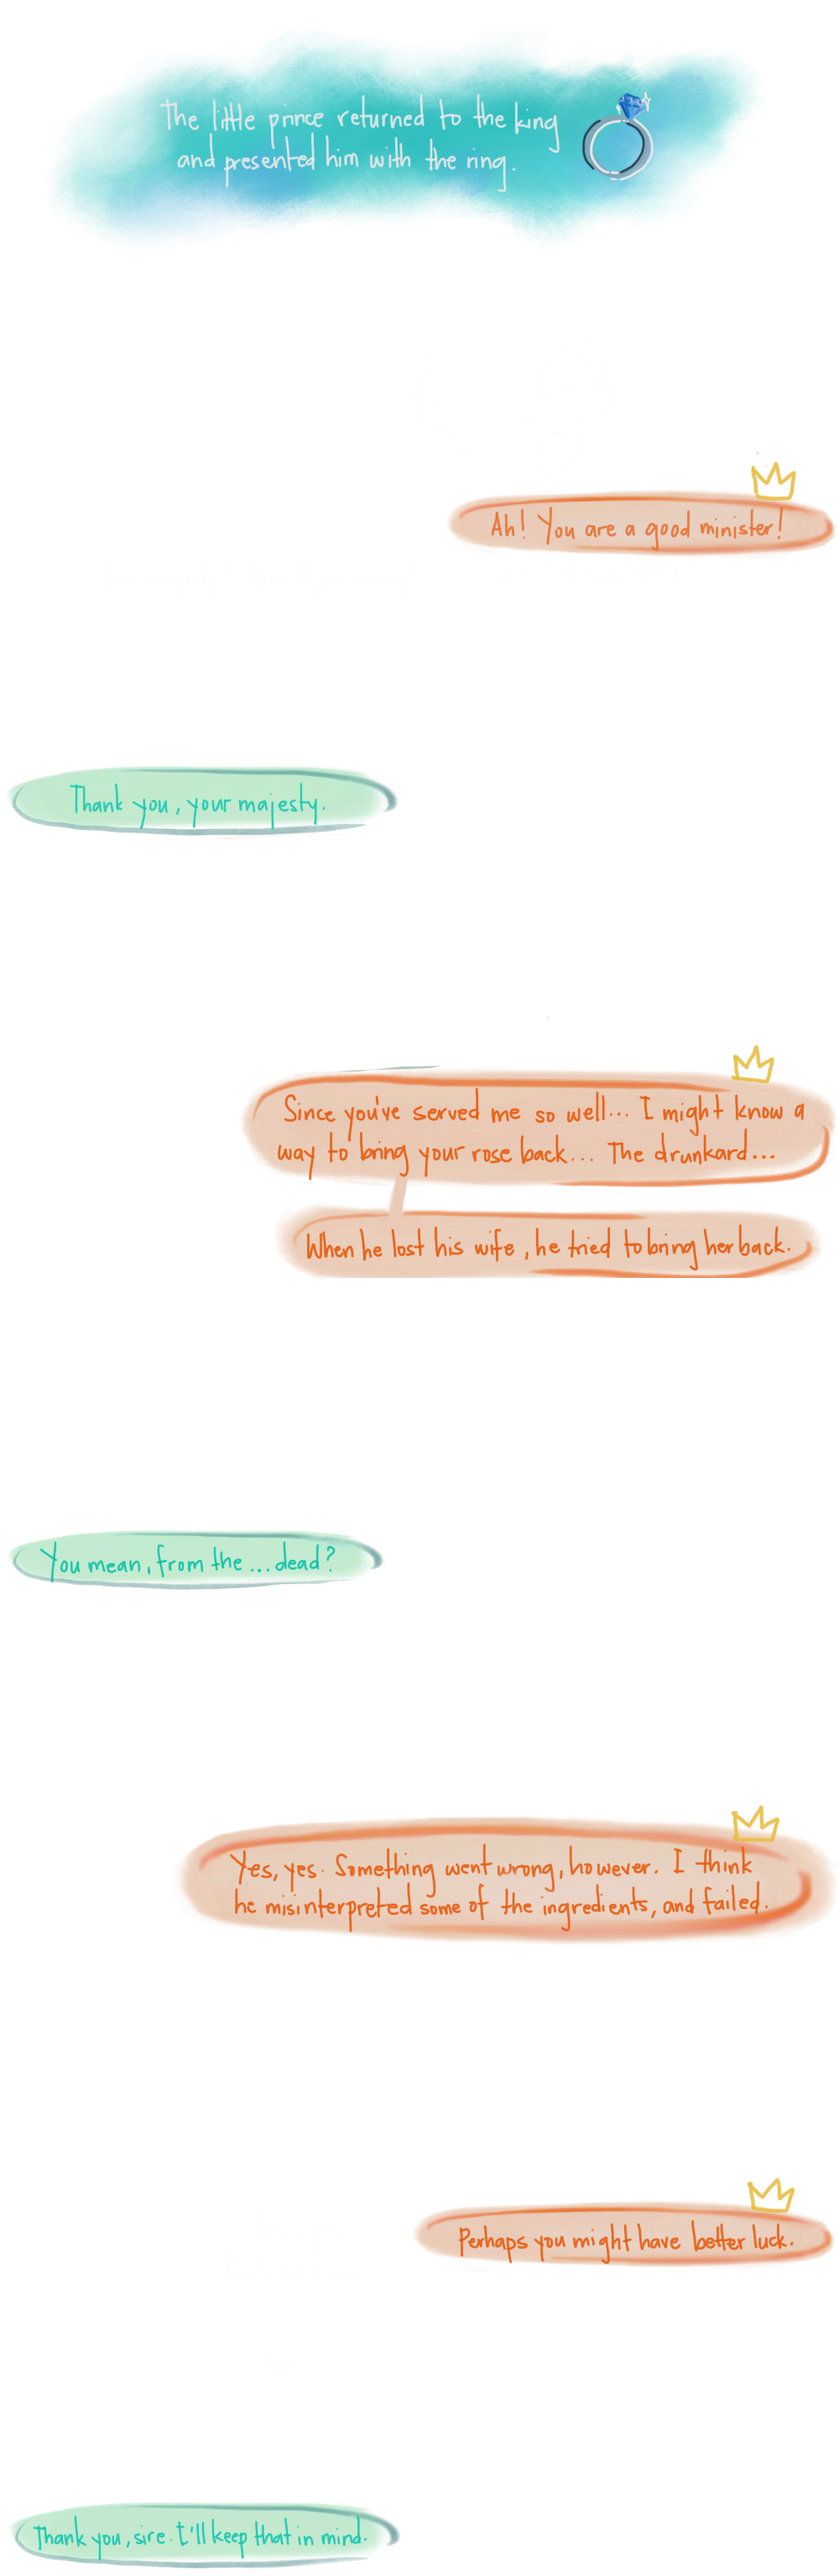 The little prince returned to the king
and presented him with the ring.
Ah! You are a good minister!
Thank you, your majesty.
Since you've served me so well... I might know a
way to bring your rose back... The drunkard...
When he lost his wife, he tried to bring her back.
You mean, from the ... dead?
Yes, yes. Something went wrong, however. I think
he misinterpreted some of the ingredients, and failed.
Perhaps you might have better luck.
Thank you, sire. I'll keep that in mind.